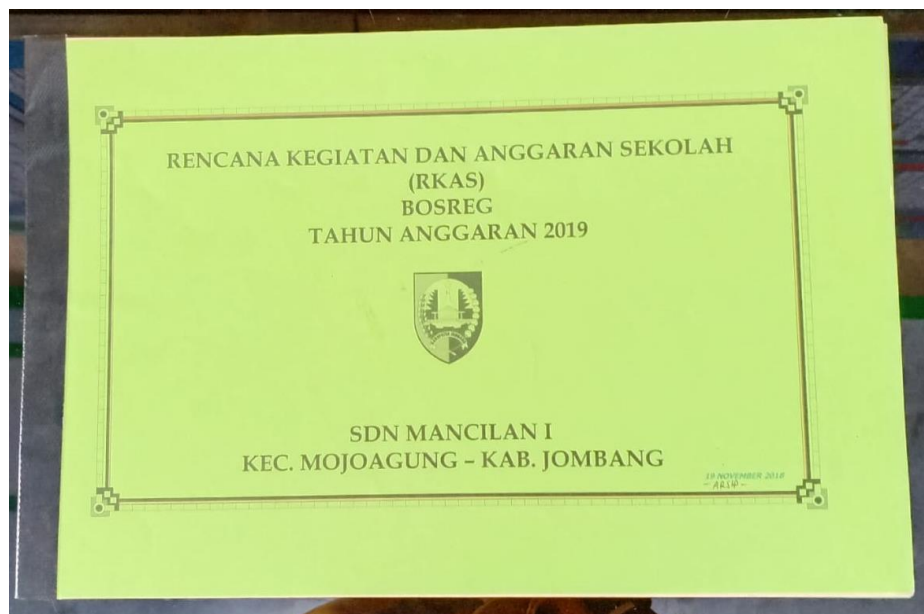 RENCANA KEGIATAN DAN ANGGARAN SEKOLAH
(RKAS)
BOSREG
TAHUN ANGGARAN 2019
SDN MANCILAN I
KEC. MOJOAGUNG – KAB. JOMBANG
19 NOVEMBER 2018
- ARSIP -